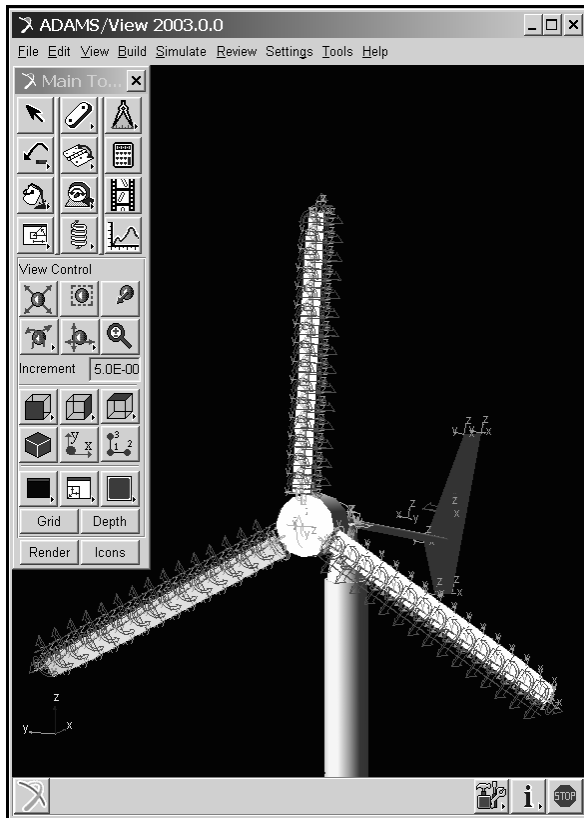 ADAMS/View 2003.0.0
File Edit View Build Simulate Review Settings Tools Help
Main To...
View Control
Increment 5.0E-00
Grid Depth
Render Icons
z
y x
STOP